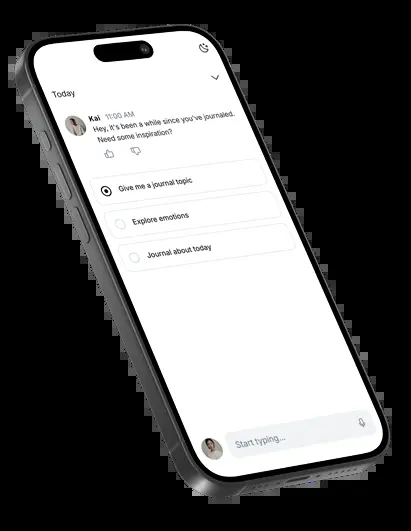 Today
Kai 11:00 AM
Hey, it's been a while since you've journaled.
Need some inspiration?
Give me a journal topic
Explore emotions
Journal about today
Start typing...